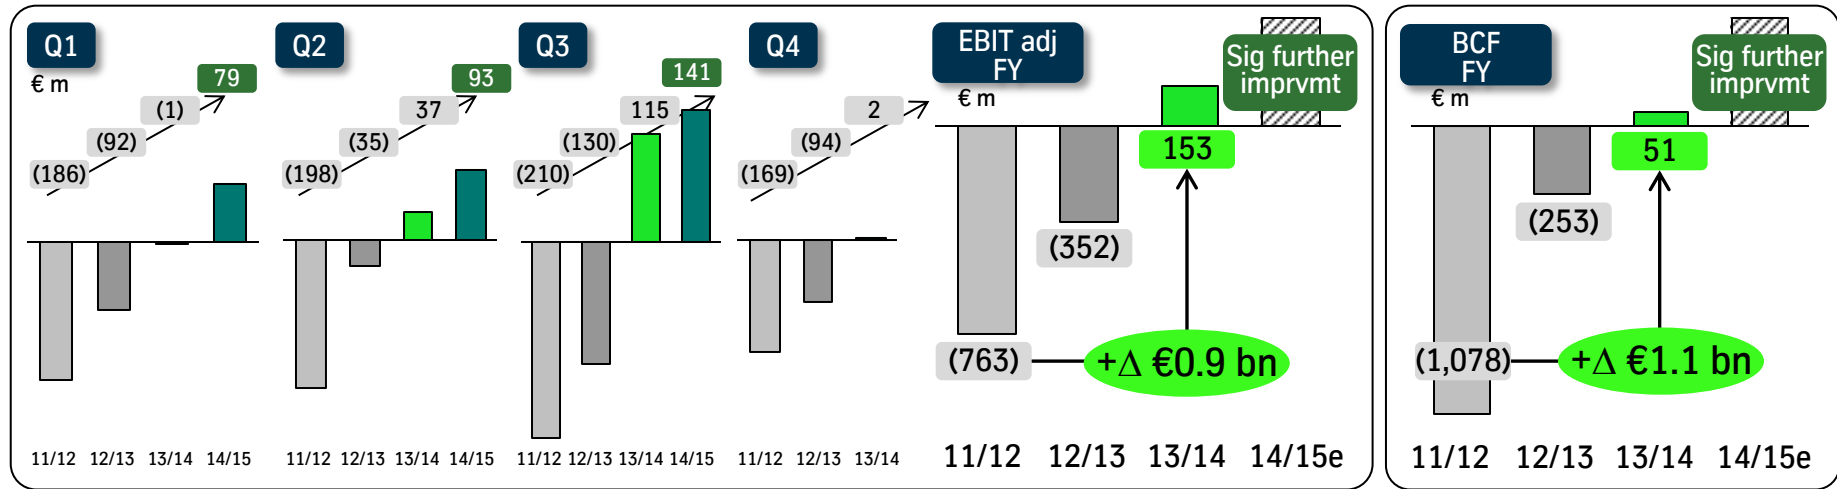 Q1
€ m
79
(1)
(92)
(186)
11/12 12/13 13/14 14/15
Q2
93
37
(35)
(198)
11/12 12/13 13/14 14/15
Q3
141
115
(130)
(210)
11/12 12/13 13/14 14/15
Q4
2
(94)
(169)
11/12 12/13 13/14
EBIT adj
FY
€ m
Sig further
imprvmt
153
(352)
(763)
+Δ €0.9 bn
11/12 12/13 13/14 14/15e
BCF
FY
€ m
Sig further
imprvmt
51
(253)
(1,078)
+Δ €1.1 bn
11/12 12/13 13/14 14/15e